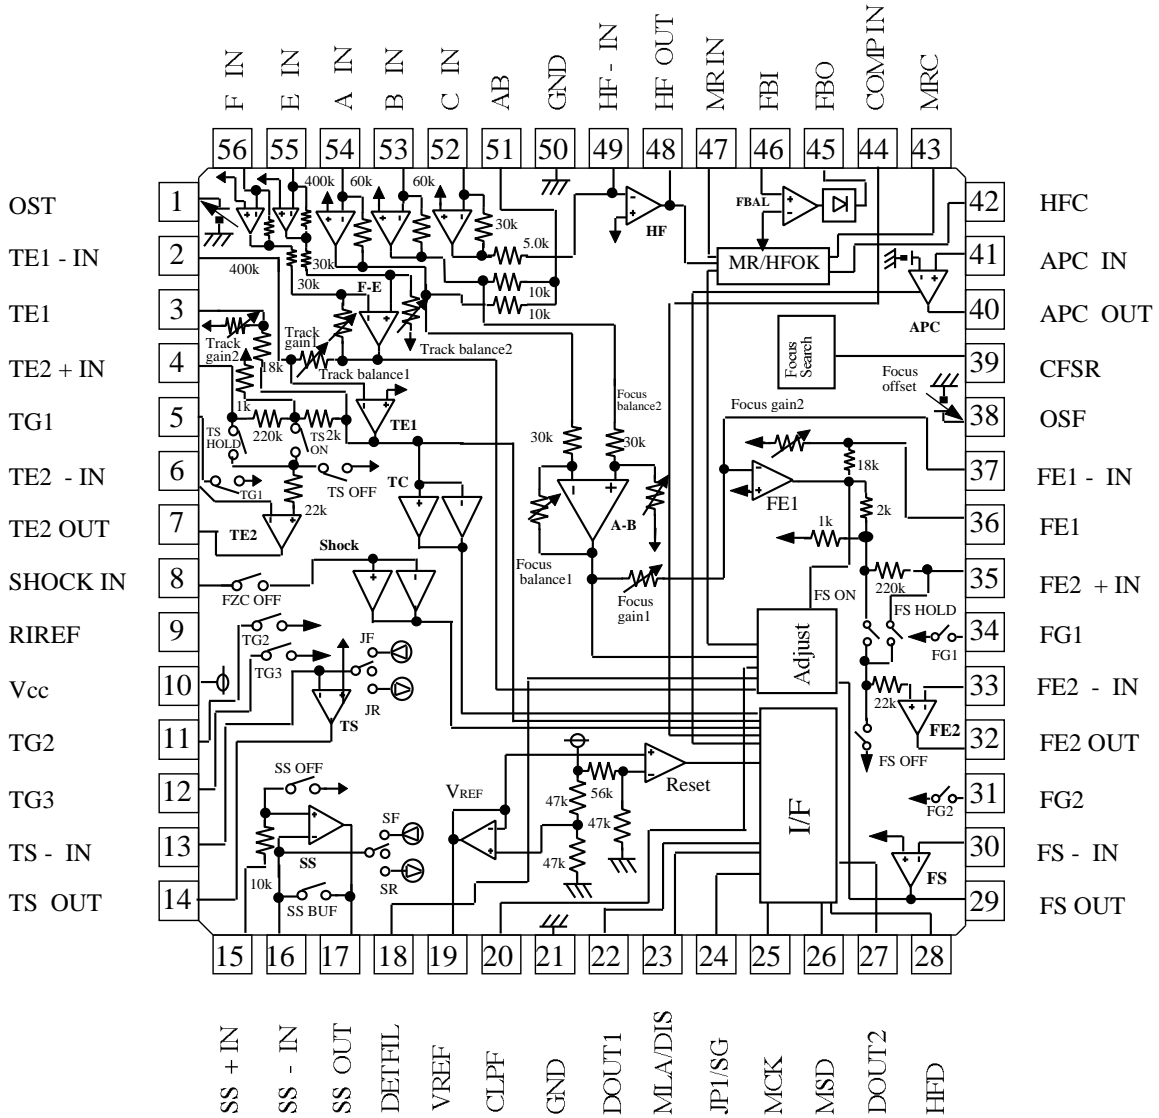 F IN
E IN
A IN
B IN
C IN
AB
GND
HF- IN
HF OUT
MR IN
FBI
FBO
COMP IN
MRC
56
55
54
53
52
51
50
49
48
47
46
45
44
43
OST
TE1 - IN
TE1
TE2 + IN
TG1
TE2 - IN
TE2 OUT
SHOCK IN
RIREF
Vcc
TG2
TG3
TS - IN
TS OUT
1
2
3
4
5
6
7
8
9
10
11
12
13
14
400k
60k
60k
30k
5.0k
10k
10k
400k
30k
30k
F-E
HF
FBAL
MR/HFOK
APC
Track gain2
Track gain1
Track balance1
Track balance2
18k
1k
220k
2k
TS HOLD
TS ON
TS OFF
TG1
22k
TE2
TE1
TC
Shock
FZC OFF
TG2
TG3
JF
JR
TS
Focus balance2
30k
30k
A-B
Focus balance1
Focus gain1
Focus Search
Focus offset
Focus gain2
18k
FE1
2k
1k
220k
FS ON
FS HOLD
FG1
Adjust
22k
FE2
FS OFF
FG2
FS
SS OFF
10k
SS
SS BUF
SF
SR
VREF
47k
56k
47k
47k
Reset
I/F
42
41
40
39
38
37
36
35
34
33
32
31
30
29
HFC
APC IN
APC OUT
CFSR
OSF
FE1 - IN
FE1
FE2 + IN
FG1
FE2 - IN
FE2 OUT
FG2
FS - IN
FS OUT
15
16
17
18
19
20
21
22
23
24
25
26
27
28
SS + IN
SS - IN
SS OUT
DETFIL
VREF
CLPF
GND
DOUT1
MLA/DIS
JP1/SG
MCK
MSD
DOUT2
HFD